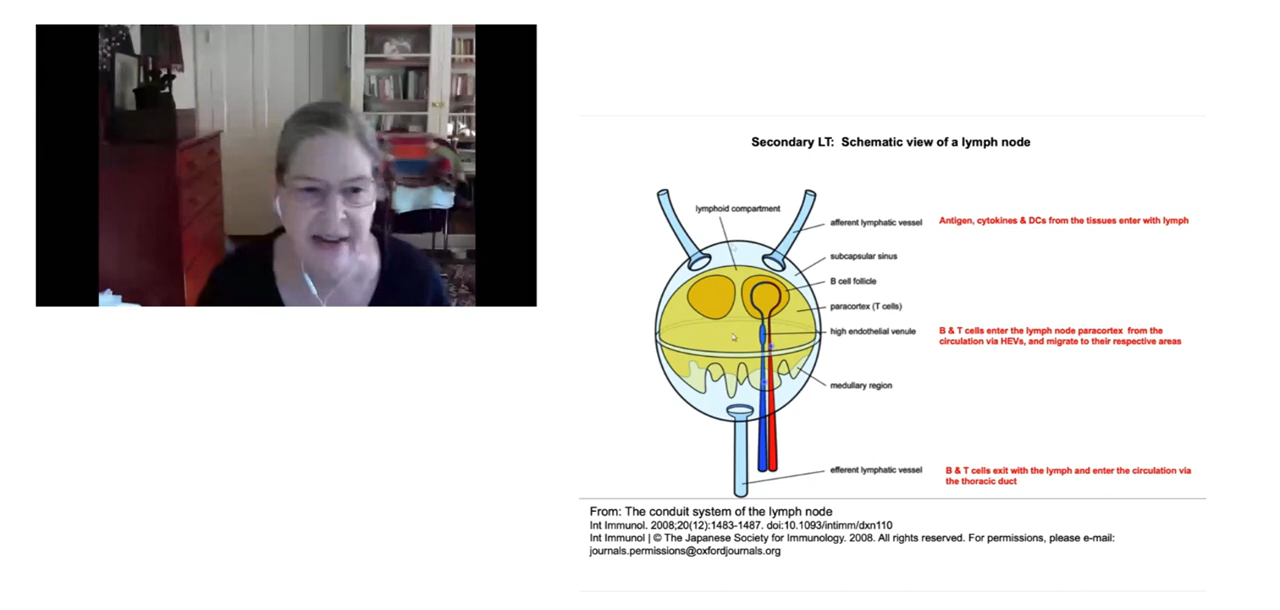 Secondary LT: Schematic view of a lymph node
lymphoid compartment
afferent lymphatic vessel
Antigen, cytokines & DCs from the tissues enter with lymph
subcapsular sinus
B cell follicle
paracortex (T cells)
high endothelial venule
B & T cells enter the lymph node paracortex from the
circulation via HEVs, and migrate to their respective areas
medullary region
efferent lymphatic vessel
B & T cells exit with the lymph and enter the circulation via
the thoracic duct
From: The conduit system of the lymph node
Int Immunol. 2008;20(12):1483-1487. doi:10.1093/intimm/dxn110
Int Immunol | © The Japanese Society for Immunology. 2008. All rights reserved. For permissions, please e-mail:
journals.permissions@oxfordjournals.org